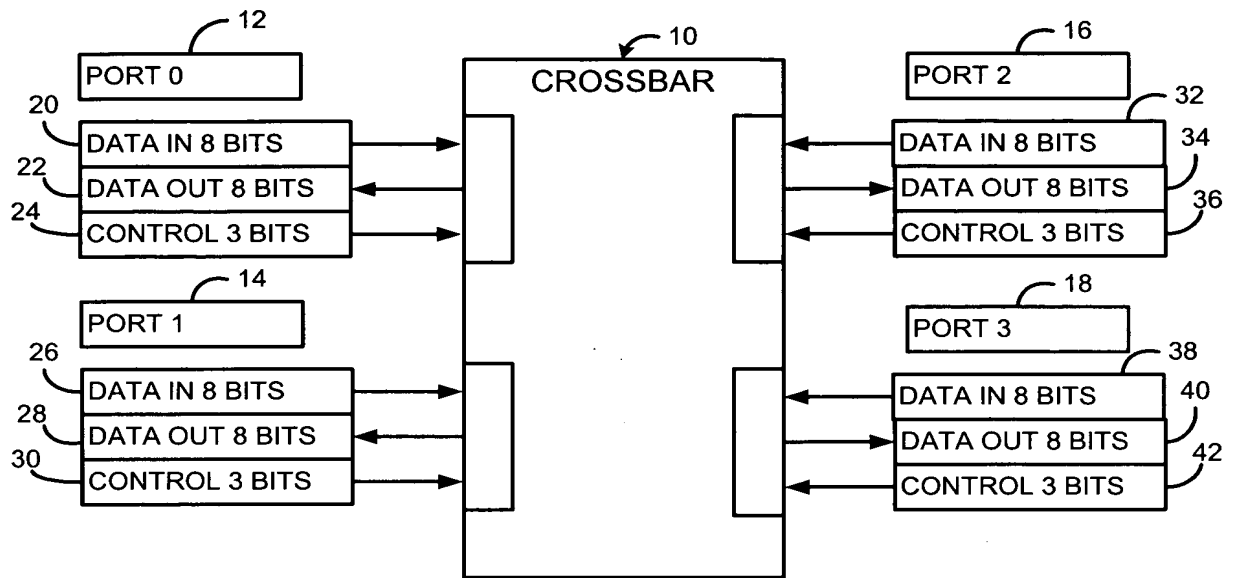 12
PORT 0
20
DATA IN 8 BITS
22
DATA OUT 8 BITS
24
CONTROL 3 BITS
14
PORT 1
26
DATA IN 8 BITS
28
DATA OUT 8 BITS
30
CONTROL 3 BITS
10
CROSSBAR
16
PORT 2
32
DATA IN 8 BITS
34
DATA OUT 8 BITS
36
CONTROL 3 BITS
18
PORT 3
38
DATA IN 8 BITS
40
DATA OUT 8 BITS
42
CONTROL 3 BITS